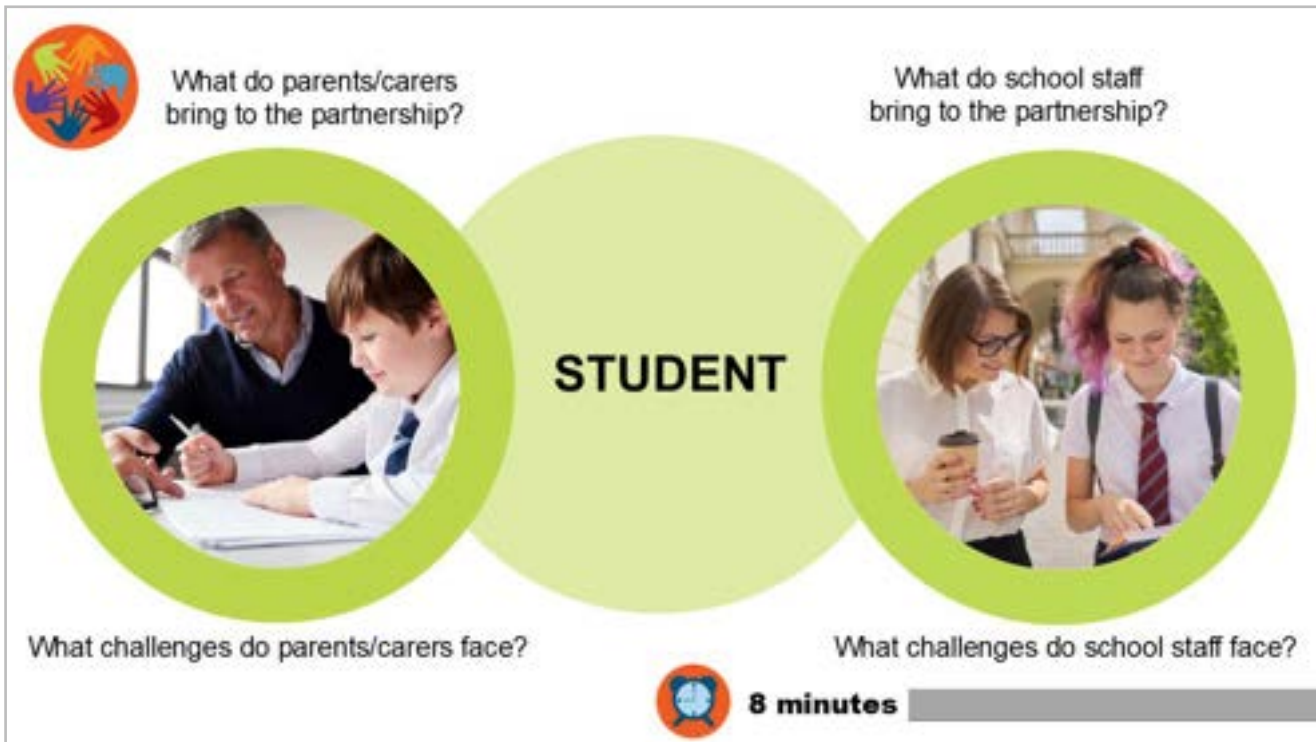 What do parents/carers
bring to the partnership?
What do school staff
bring to the partnership?
STUDENT
What challenges do parents/carers face?
What challenges do school staff face?
8 minutes